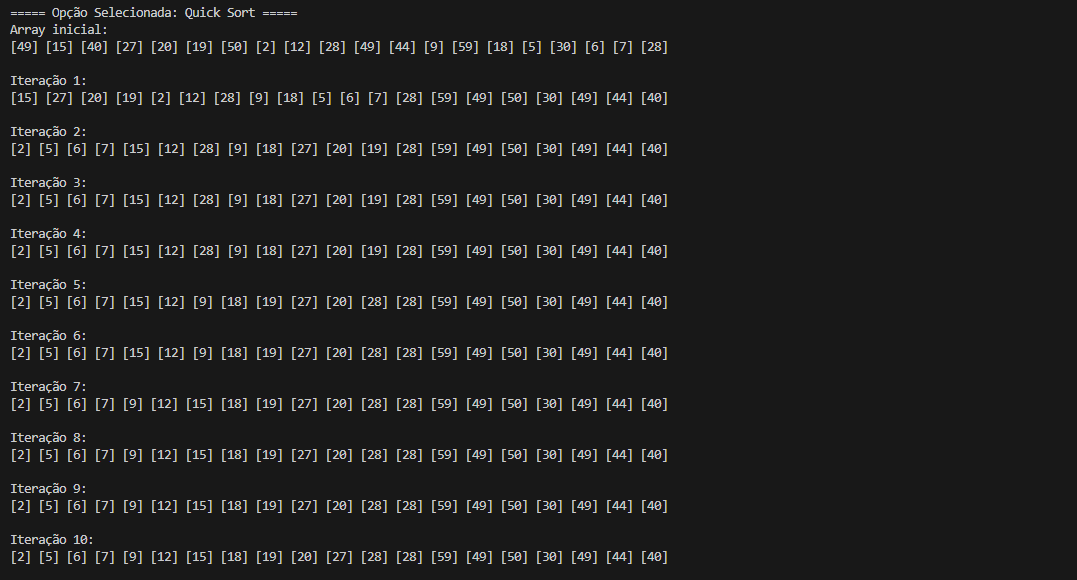 ===== Opção Selecionada: Quick Sort =====
Array inicial:
[49] [15] [40] [27] [20] [19] [50] [2] [12] [28] [49] [44] [9] [59] [18] [5] [30] [6] [7] [28]
Iteração 1:
[15] [27] [20] [19] [2] [12] [28] [9] [18] [5] [6] [7] [28] [59] [49] [50] [30] [49] [44] [40]
Iteração 2:
[2] [5] [6] [7] [15] [12] [28] [9] [18] [27] [20] [19] [28] [59] [49] [50] [30] [49] [44] [40]
Iteração 3:
[2] [5] [6] [7] [15] [12] [28] [9] [18] [27] [20] [19] [28] [59] [49] [50] [30] [49] [44] [40]
Iteração 4:
[2] [5] [6] [7] [15] [12] [28] [9] [18] [27] [20] [19] [28] [59] [49] [50] [30] [49] [44] [40]
Iteração 5:
[2] [5] [6] [7] [15] [12] [9] [18] [19] [27] [20] [28] [28] [59] [49] [50] [30] [49] [44] [40]
Iteração 6:
[2] [5] [6] [7] [15] [12] [9] [18] [19] [27] [20] [28] [28] [59] [49] [50] [30] [49] [44] [40]
Iteração 7:
[2] [5] [6] [7] [9] [12] [15] [18] [19] [27] [20] [28] [28] [59] [49] [50] [30] [49] [44] [40]
Iteração 8:
[2] [5] [6] [7] [9] [12] [15] [18] [19] [27] [20] [28] [28] [59] [49] [50] [30] [49] [44] [40]
Iteração 9:
[2] [5] [6] [7] [9] [12] [15] [18] [19] [27] [20] [28] [28] [59] [49] [50] [30] [49] [44] [40]
Iteração 10:
[2] [5] [6] [7] [9] [12] [15] [18] [19] [20] [27] [28] [28] [59] [49] [50] [30] [49] [44] [40]